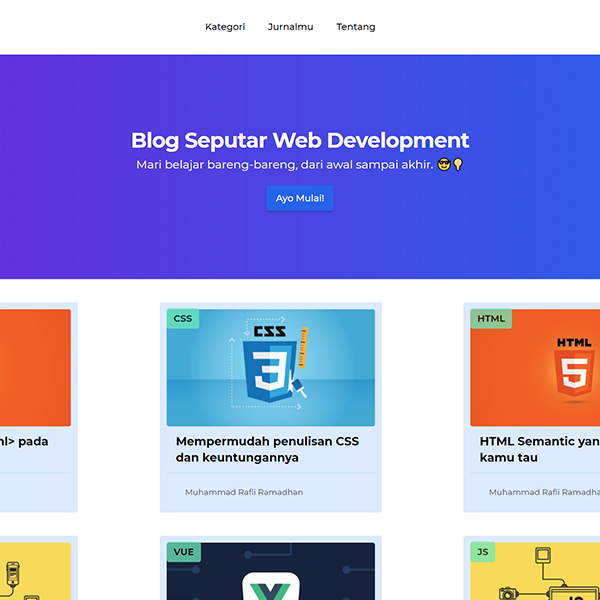 Kategori Jurnalmu Tentang
Blog Seputar Web Development
Mari belajar bareng-bareng, dari awal sampai akhir. 😎💡
Ayo Mulai!
CSS
CSS
3
HTML
HTML
5
ml> pada
Mempermudah penulisan CSS
dan keuntungannya
HTML Semantic yan
kamu tau
Muhammad Rafli Ramadhan
Muhammad Rafli Ramadha
VUE
JS